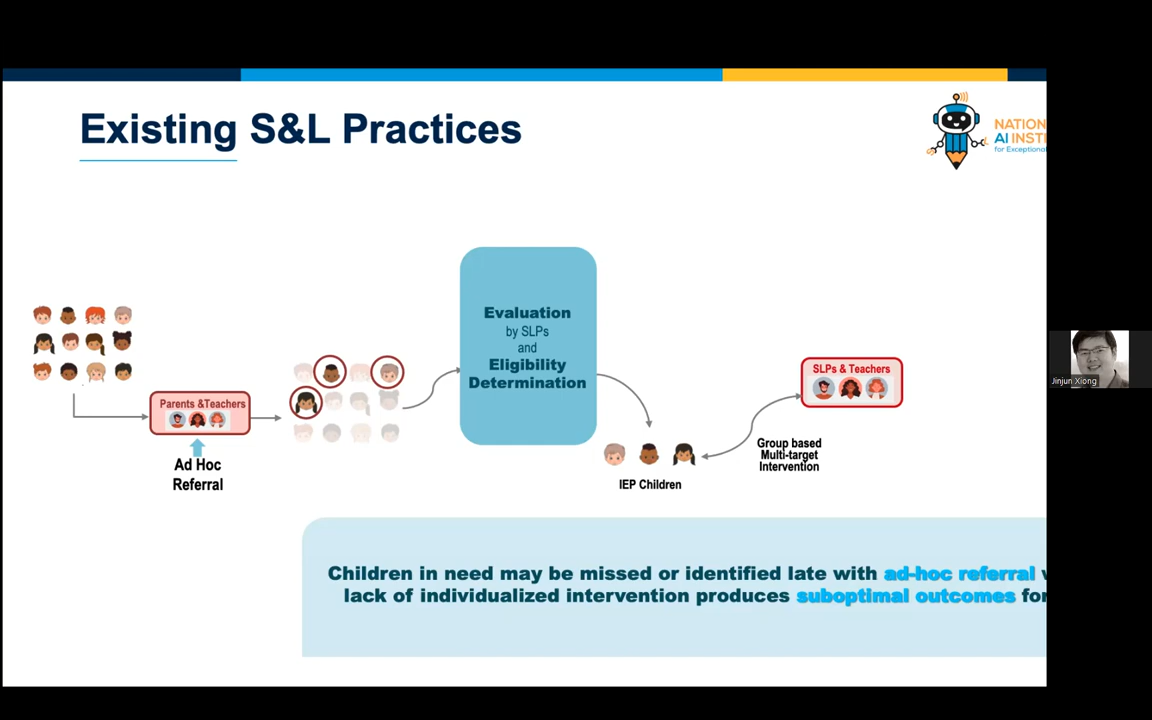 Existing S&L Practices
NATION
AI INSTI
for Exceptional
Parents &Teachers
Ad Hoc
Referral
Evaluation
by SLPs
and
Eligibility
Determination
IEP Children
Group based
Multi-target
Intervention
SLPs & Teachers
Children in need may be missed or identified late with ad-hoc referral
lack of individualized intervention produces suboptimal outcomes for
Jinjun Xiong